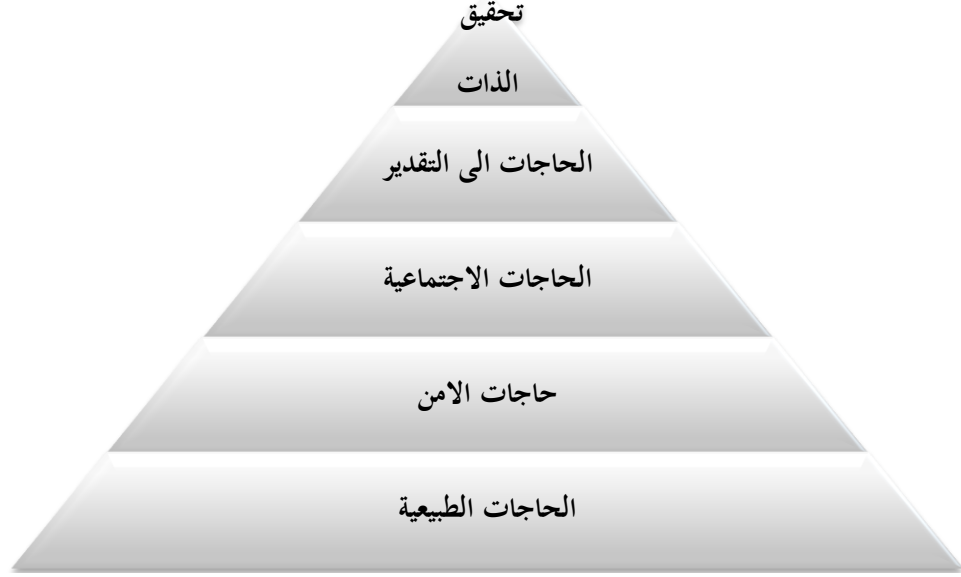 تحقيق
الذات
الحاجات الى التقدير
الحاجات الاجتماعية
حاجات الامن
الحاجات الطبيعية